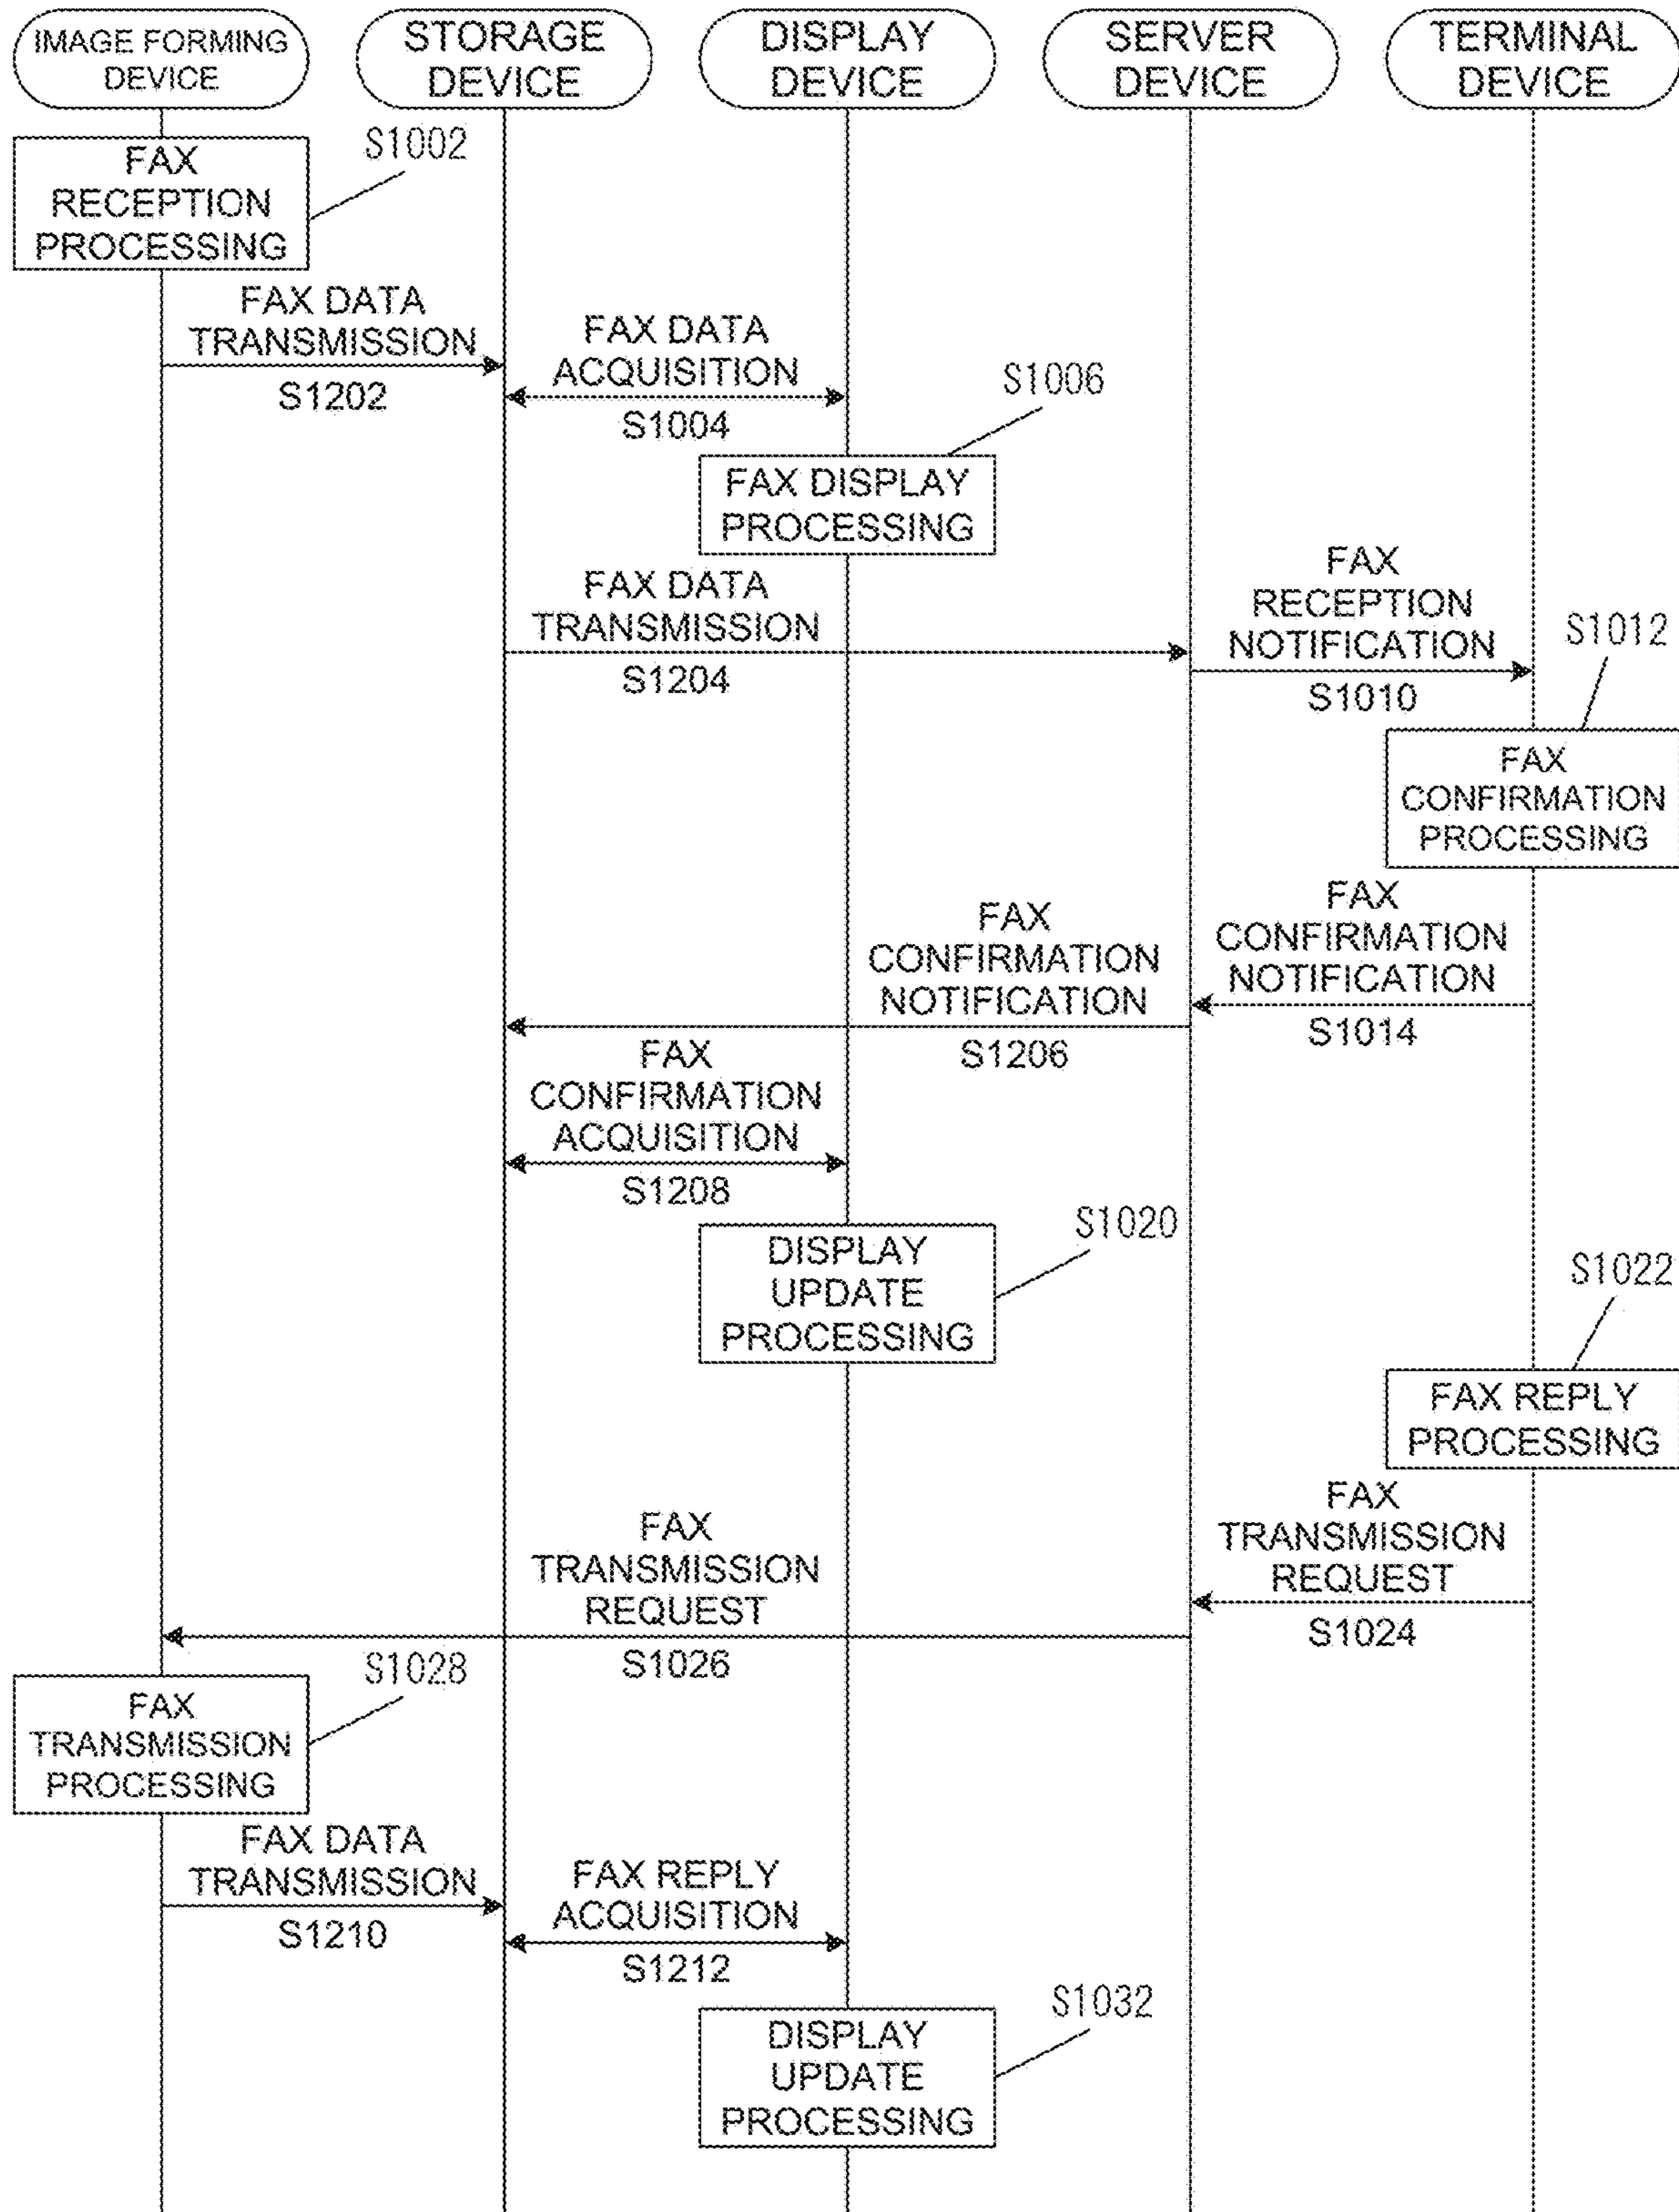 IMAGE FORMING
DEVICE
STORAGE
DEVICE
DISPLAY
DEVICE
SERVER
DEVICE
TERMINAL
DEVICE
FAX
RECEPTION
PROCESSING
S1002
FAX DATA
TRANSMISSION
S1202
FAX DATA
ACQUISITION
S1004
S1006
FAX DISPLAY
PROCESSING
FAX DATA
TRANSMISSION
S1204
FAX
RECEPTION
NOTIFICATION
S1010
S1012
FAX
CONFIRMATION
PROCESSING
FAX
CONFIRMATION
NOTIFICATION
S1014
FAX
CONFIRMATION
NOTIFICATION
S1206
FAX
CONFIRMATION
ACQUISITION
S1208
S1020
DISPLAY
UPDATE
PROCESSING
S1022
FAX REPLY
PROCESSING
FAX
TRANSMISSION
REQUEST
S1024
FAX
TRANSMISSION
REQUEST
S1026
S1028
FAX
TRANSMISSION
PROCESSING
FAX DATA
TRANSMISSION
S1210
FAX REPLY
ACQUISITION
S1212
S1032
DISPLAY
UPDATE
PROCESSING